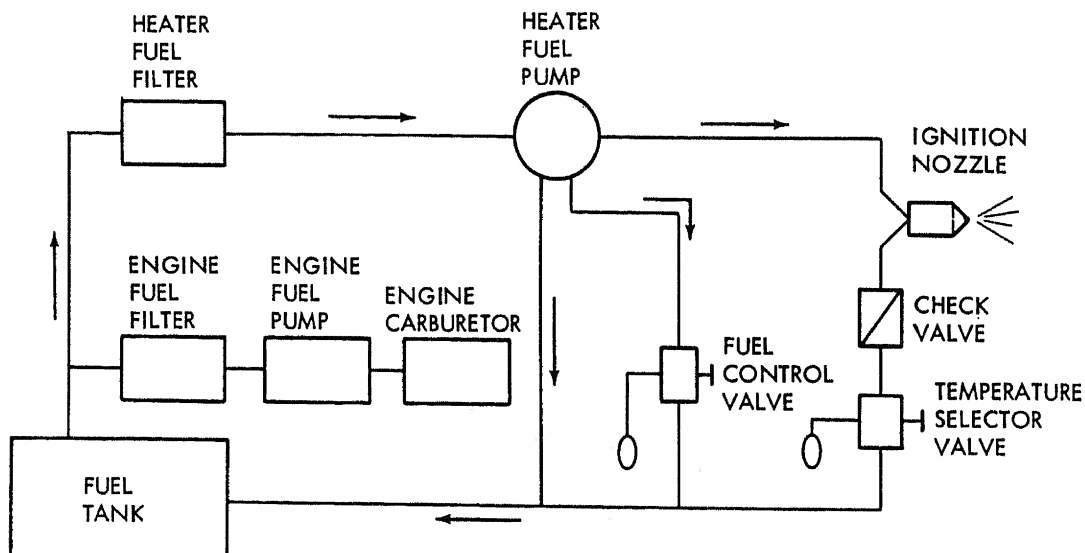 HEATER
FUEL
FILTER
HEATER
FUEL
PUMP
IGNITION
NOZZLE
ENGINE
FUEL
FILTER
ENGINE
FUEL
PUMP
ENGINE
CARBURETOR
CHECK
VALVE
FUEL
CONTROL
VALVE
TEMPERATURE
SELECTOR
VALVE
FUEL
TANK